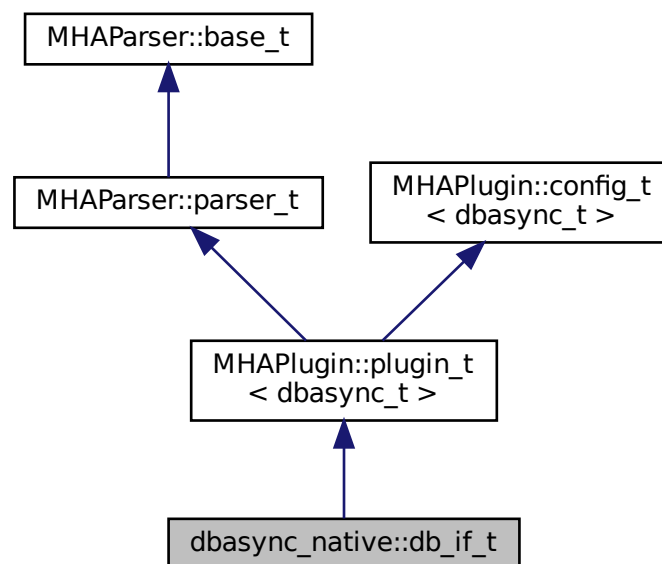 MHAParser::base_t
MHAParser::parser_t
MHAPlugin::config_t
< dbasync_t >
MHAPlugin::plugin_t
< dbasync_t >
dbasync_native::db_if_t